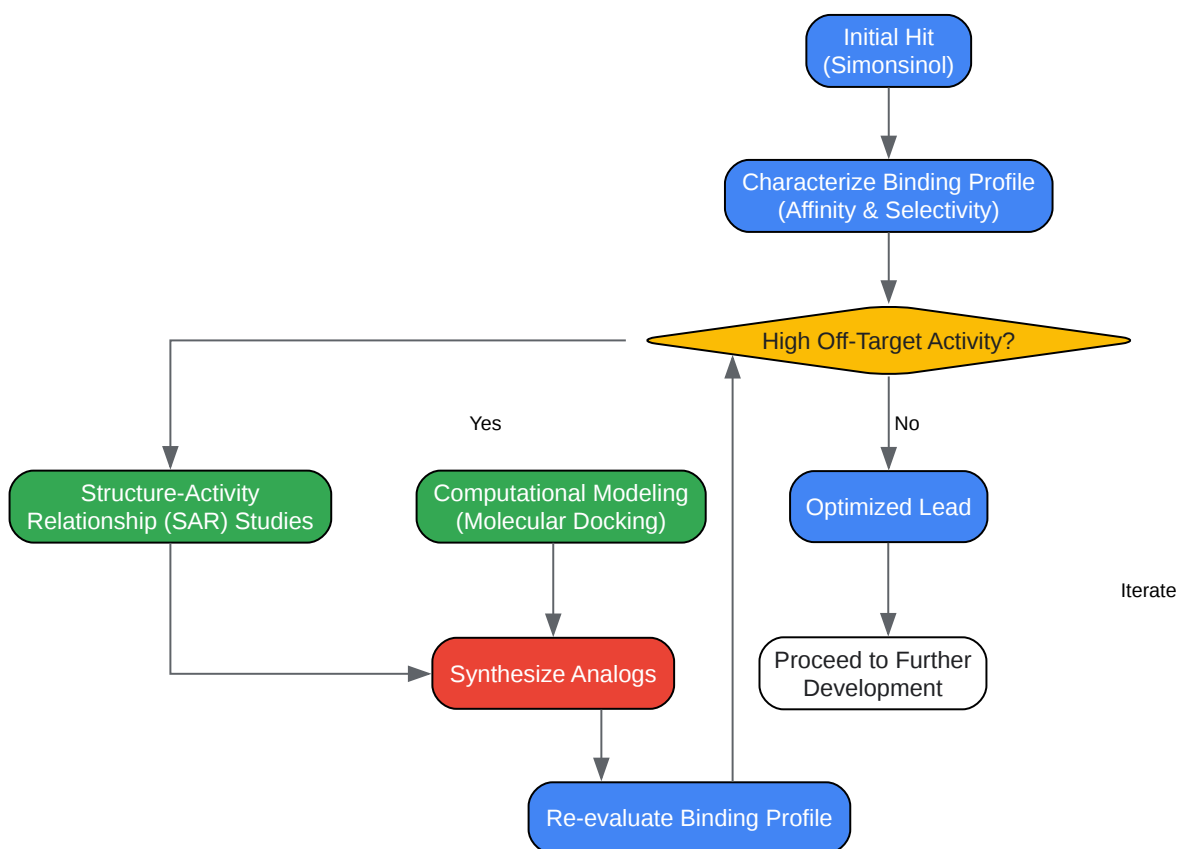 Initial Hit
(Simonsinol)
Characterize Binding Profile
(Affinity & Selectivity)
High Off-Target Activity?
Yes
No
Structure-Activity
Relationship (SAR) Studies
Computational Modeling
(Molecular Docking)
Optimized Lead
Iterate
Synthesize Analogs
Proceed to Further
Development
Re-evaluate Binding Profile